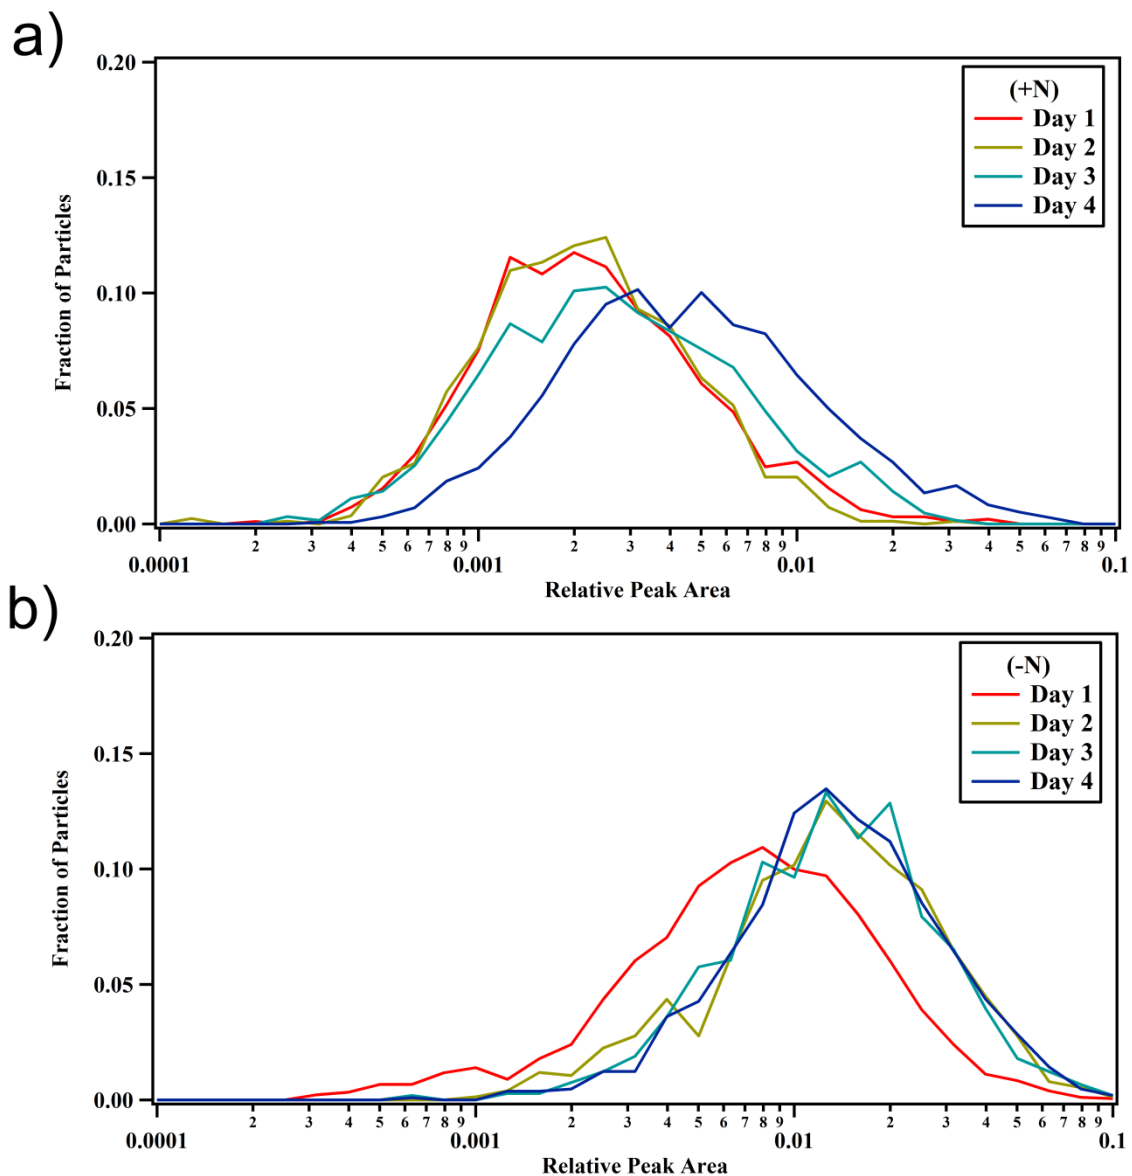 a)
0.20
(+N)
Day 1
Day 2
Day 3
Day 4
0.15
0.10
0.05
0.00
Fraction of Particles
2 3 4 5 6 7 8 9 2 3 4 5 6 7 8 9 2 3 4 5 6 7 8 9
0.0001 0.001 0.01 0.1
Relative Peak Area
b)
0.20
(-N)
Day 1
Day 2
Day 3
Day 4
0.15
0.10
0.05
0.00
Fraction of Particles
2 3 4 5 6 7 8 9 2 3 4 5 6 7 8 9 2 3 4 5 6 7 8 9
0.0001 0.001 0.01 0.1
Relative Peak Area